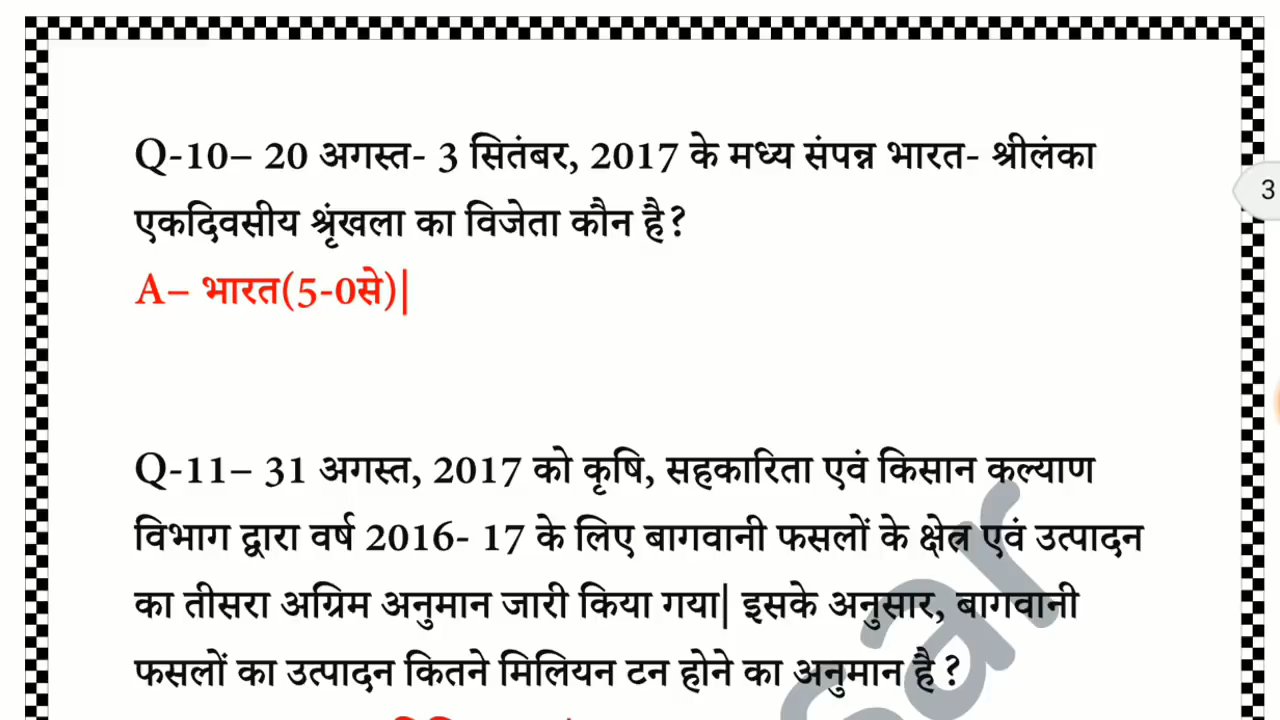 Q-10– 20 अगस्त- 3 सितंबर, 2017 के मध्य संपन्न भारत- श्रीलंका
एकदिवसीय श्रृंखला का विजेता कौन है?
A– भारत(5-0से)|
3
Q-11– 31 अगस्त, 2017 को कृषि, सहकारिता एवं किसान कल्याण
विभाग द्वारा वर्ष 2016- 17 के लिए बागवानी फसलों के क्षेत्र एवं उत्पादन
का तीसरा अग्रिम अनुमान जारी किया गया| इसके अनुसार, बागवानी
फसलों का उत्पादन कितने मिलियन टन होने का अनुमान है?
sar